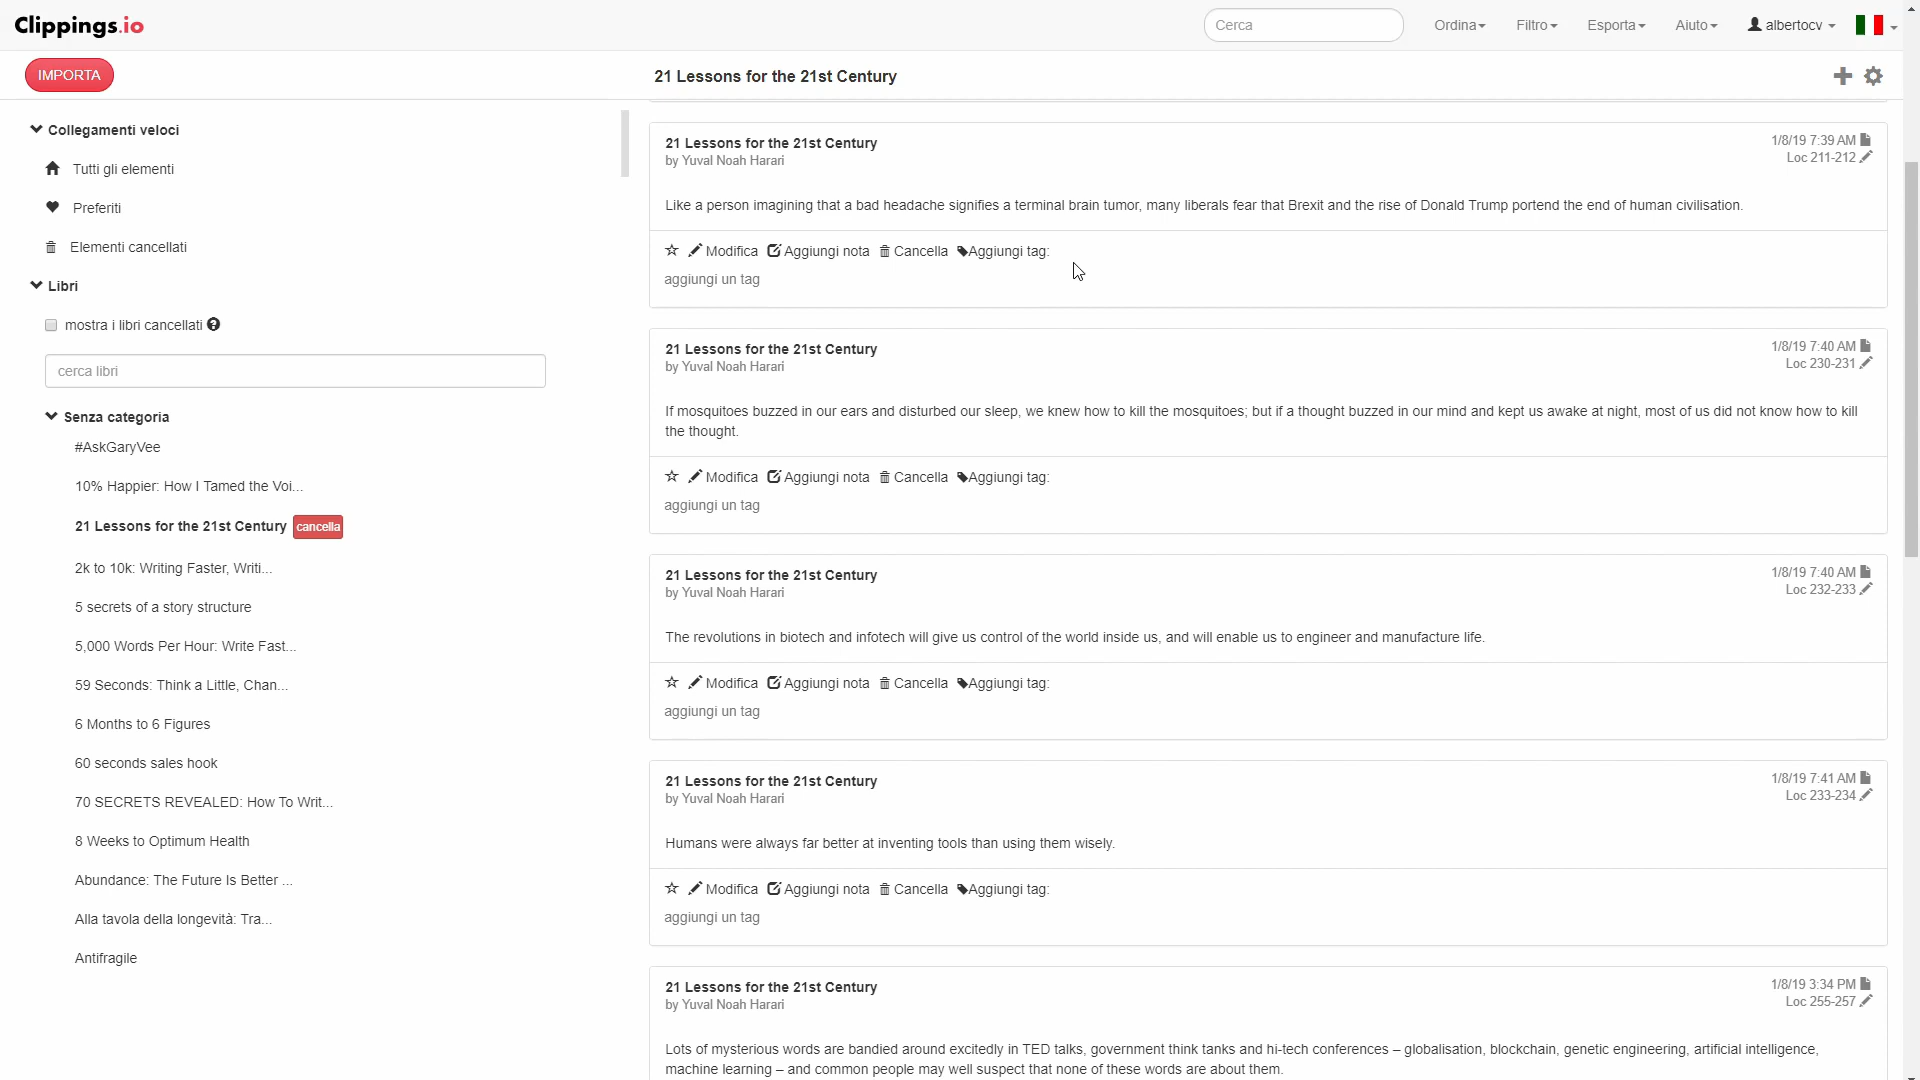 Clippings.io
Cerca
Ordina
Filtro
Esporta
Aiuto
albertocv
IMPORTA
21 Lessons for the 21st Century
Collegamenti veloci
Tutti gli elementi
Preferiti
Elementi cancellati
Libri
mostra i libri cancellati
cerca libri
Senza categoria
#AskGaryVee
10% Happier: How I Tamed the Voi...
21 Lessons for the 21st Century cancella
2k to 10k: Writing Faster, Writi...
5 secrets of a story structure
5,000 Words Per Hour: Write Fast...
59 Seconds: Think a Little, Chan...
6 Months to 6 Figures
60 seconds sales hook
70 SECRETS REVEALED: How To Writ...
8 Weeks to Optimum Health
Abundance: The Future Is Better ...
Alla tavola della longevità: Tra...
Antifragile
21 Lessons for the 21st Century
1/8/19 7:39 AM
by Yuval Noah Harari
Loc 211-212
Like a person imagining that a bad headache signifies a terminal brain tumor, many liberals fear that Brexit and the rise of Donald Trump portend the end of human civilisation.
Modifica Aggiungi nota Cancella Aggiungi tag:
aggiungi un tag
21 Lessons for the 21st Century
1/8/19 7:40 AM
by Yuval Noah Harari
Loc 230-231
If mosquitoes buzzed in our ears and disturbed our sleep, we knew how to kill the mosquitoes; but if a thought buzzed in our mind and kept us awake at night, most of us did not know how to kill
the thought.
Modifica Aggiungi nota Cancella Aggiungi tag:
aggiungi un tag
21 Lessons for the 21st Century
1/8/19 7:40 AM
by Yuval Noah Harari
Loc 232-233
The revolutions in biotech and infotech will give us control of the world inside us, and will enable us to engineer and manufacture life.
Modifica Aggiungi nota Cancella Aggiungi tag:
aggiungi un tag
21 Lessons for the 21st Century
1/8/19 7:41 AM
by Yuval Noah Harari
Loc 233-234
Humans were always far better at inventing tools than using them wisely.
Modifica Aggiungi nota Cancella Aggiungi tag:
aggiungi un tag
21 Lessons for the 21st Century
1/8/19 3:34 PM
by Yuval Noah Harari
Loc 255-257
Lots of mysterious words are bandied around excitedly in TED talks, government think tanks and hi-tech conferences – globalisation, blockchain, genetic engineering, artificial intelligence,
machine learning – and common people may well suspect that none of these words are about them.